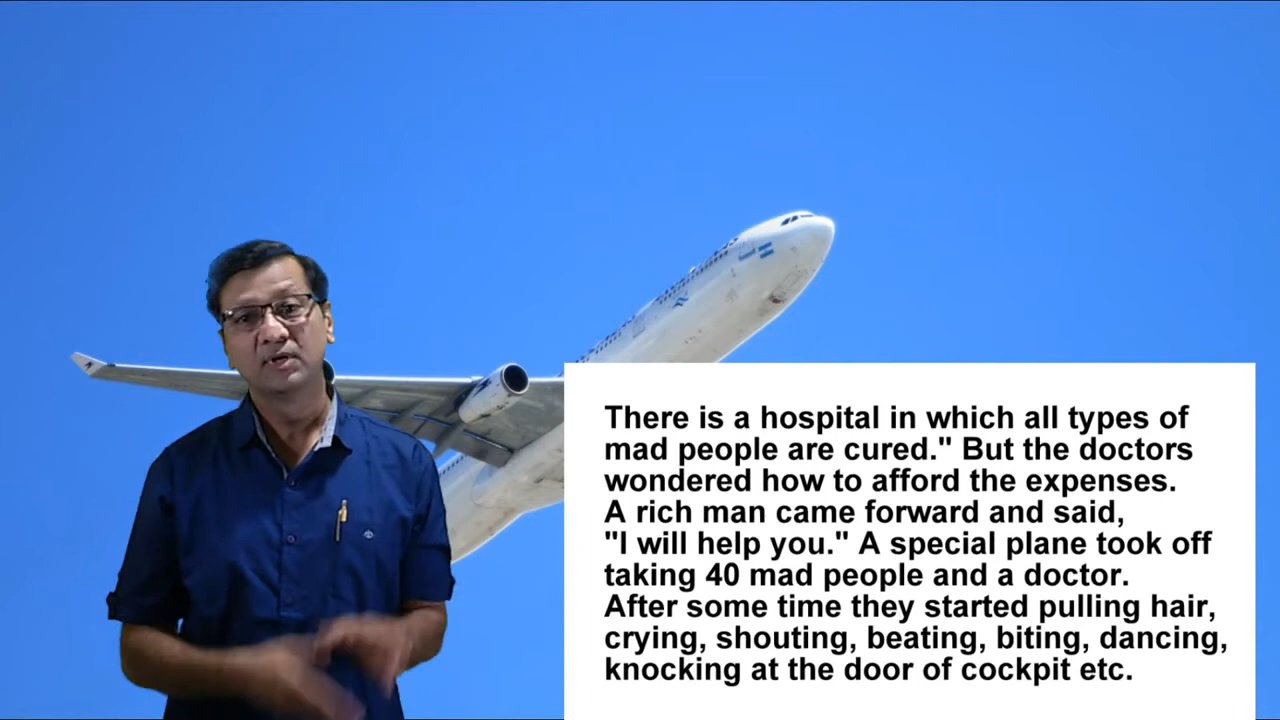 There is a hospital in which all types of
mad people are cured." But the doctors
wondered how to afford the expenses.
A rich man came forward and said,
"I will help you." A special plane took off
taking 40 mad people and a doctor.
After some time they started pulling hair,
crying, shouting, beating, biting, dancing,
knocking at the door of cockpit etc.